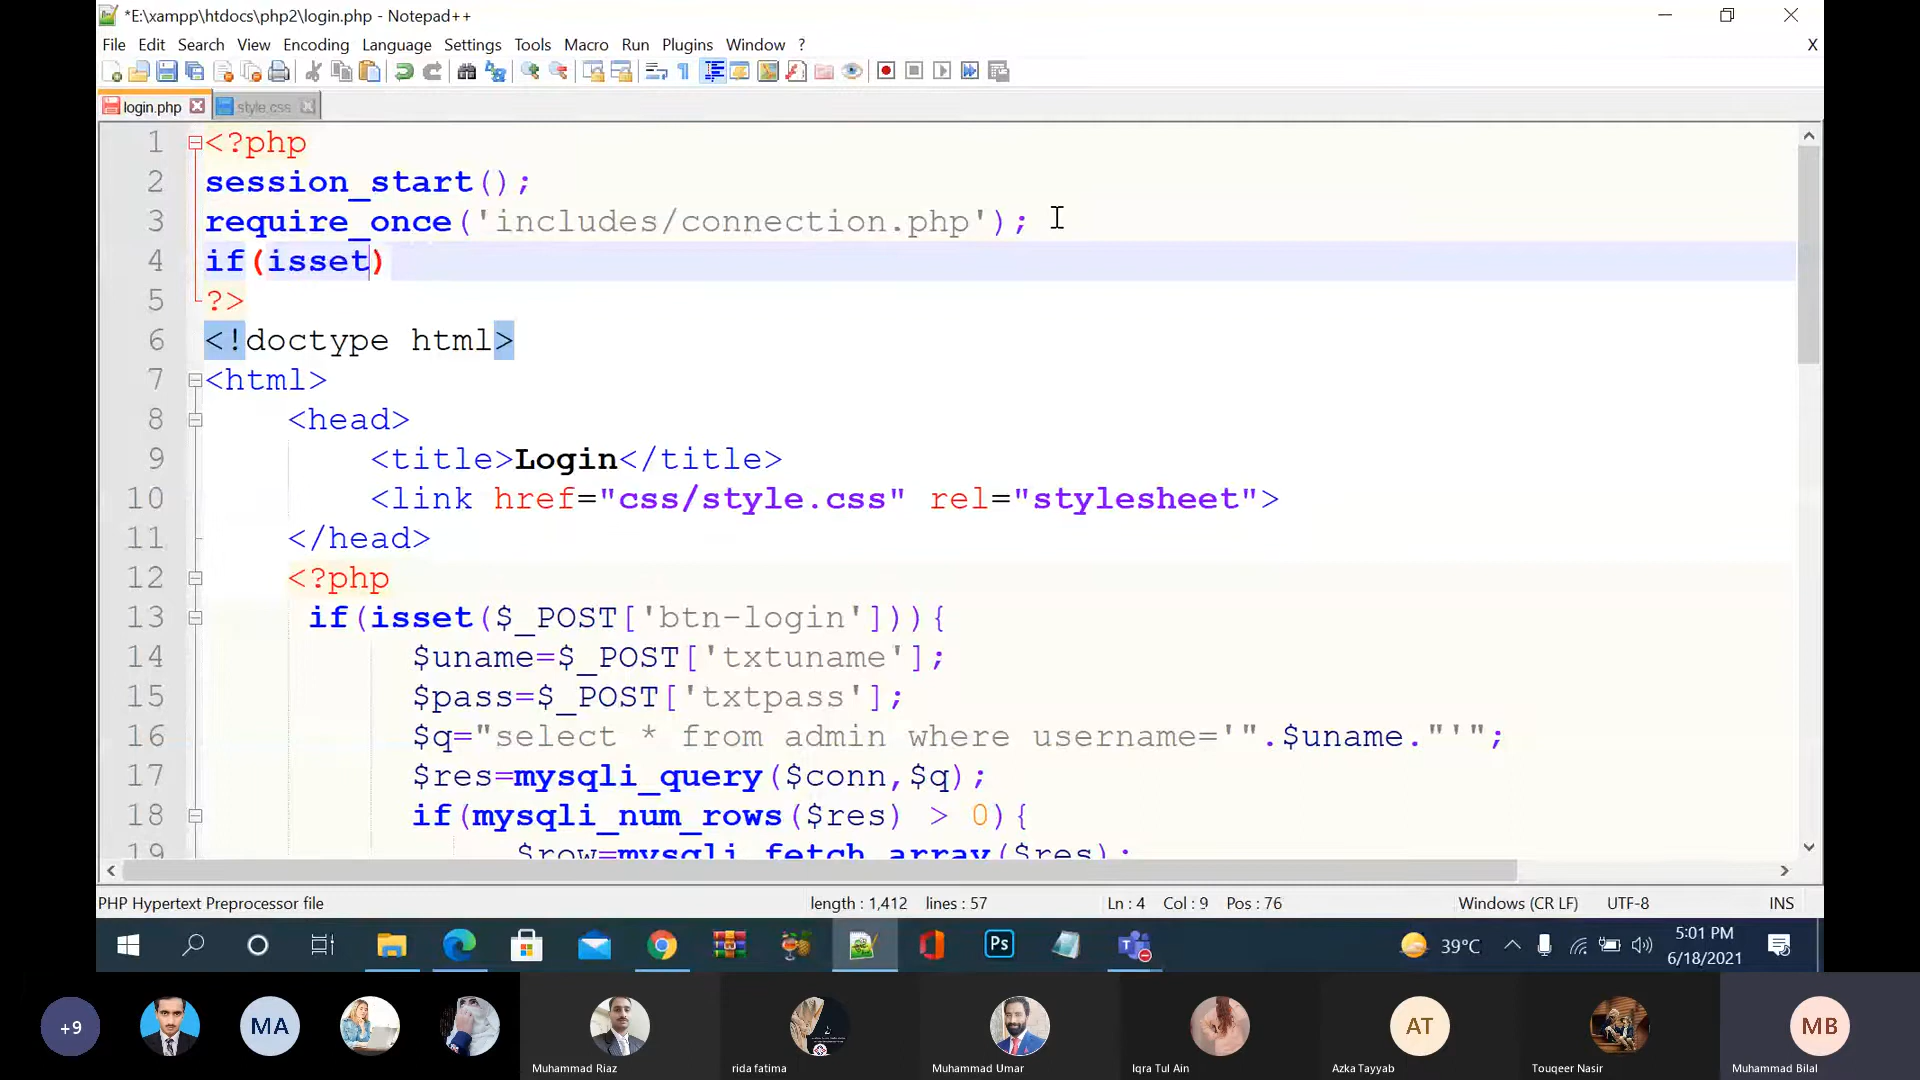 *E:\xampp\htdocs\php2\login.php - Notepad++
File Edit Search View Encoding Language Settings Tools Macro Run Plugins Window ? X
login.php style.css
1 <?php
2 session_start();
3 require_once('includes/connection.php');
4 if(isset)
5 ?>
6 <!doctype html>
7 <html>
8 <head>
9 <title>Login</title>
10 <link href="css/style.css" rel="stylesheet">
11 </head>
12 <?php
13 if(isset($_POST['btn-login'])){
14 $uname=$_POST['txtuname'];
15 $pass=$_POST['txtpass'];
16 $q="select * from admin where username='".$uname."'";
17 $res=mysqli_query($conn,$q);
18 if(mysqli_num_rows($res) > 0){
19 $row=mysqli_fetch_array($res);
PHP Hypertext Preprocessor file length : 1,412 lines : 57 Ln : 4 Col : 9 Pos : 76 Windows (CR LF) UTF-8 INS
Ps 39°C 5:01 PM
6/18/2021
+9 MA AT MB
Muhammad Riaz rida fatima Muhammad Umar Iqra Tul Ain Azka Tayyab Touqeer Nasir Muhammad Bilal